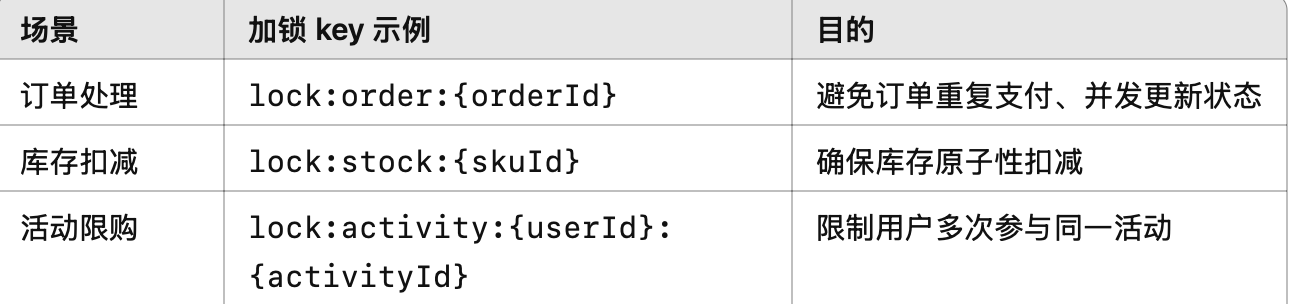 场景 加锁 key 示例 目的
订单处理 lock:order:{orderId} 避免订单重复支付、并发更新状态
库存扣减 lock:stock:{skuId} 确保库存原子性扣减
活动限购 lock:activity:{userId}: 限制用户多次参与同一活动
{activityId}